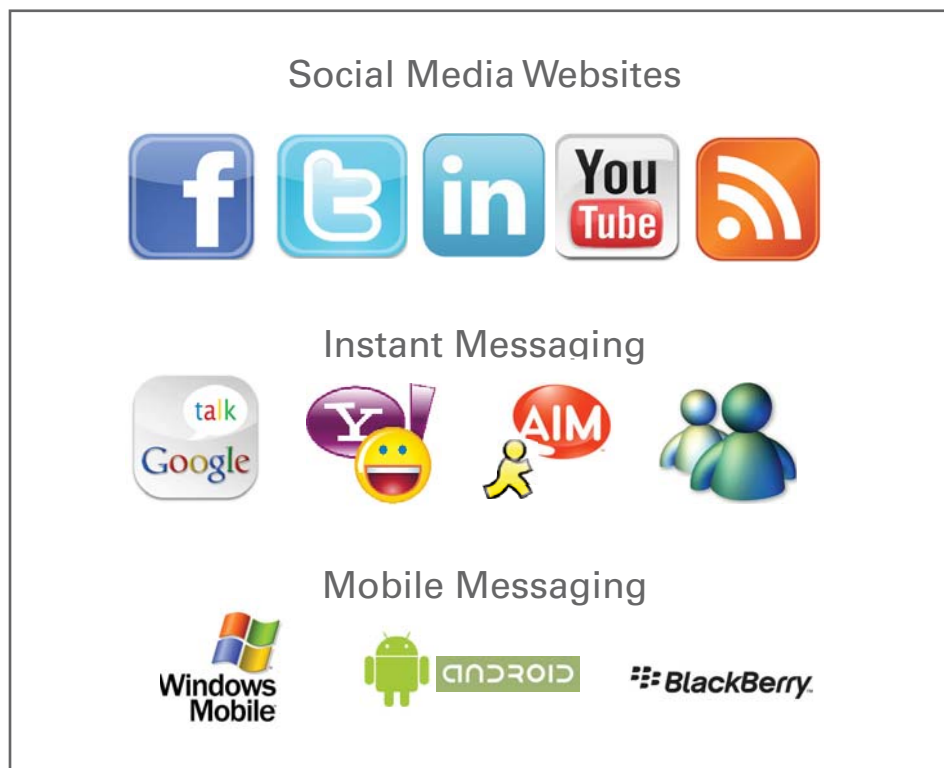 Social Media Websites
f
t
in
You
Tube
Instant Messaging
talk
Google
Y!
AIM
Mobile Messaging
Windows
Mobile
ANDROID
BlackBerry